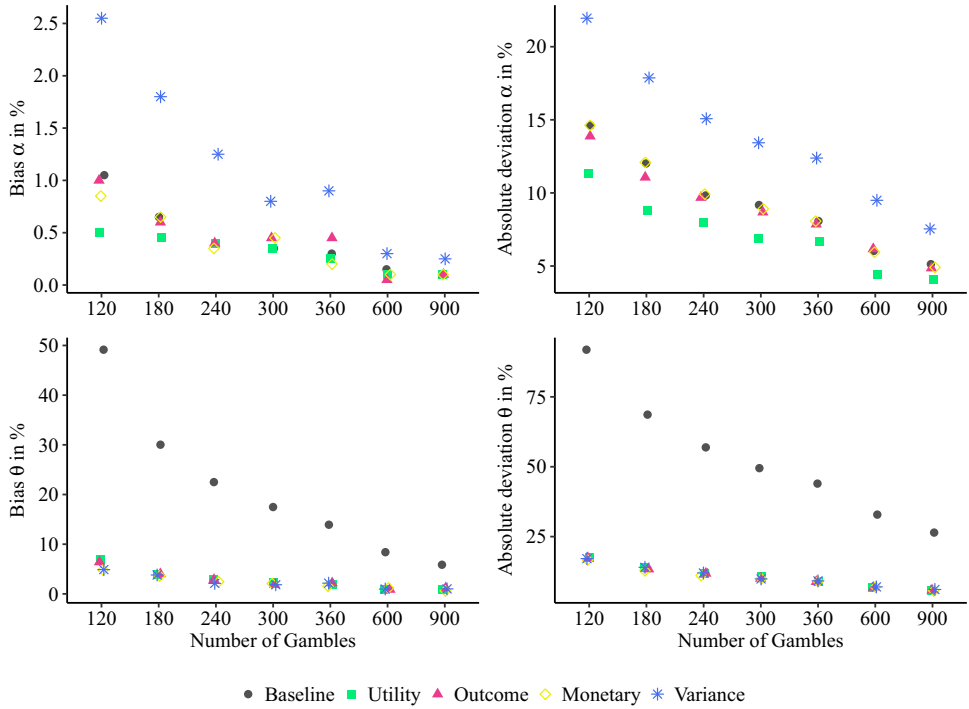 Bias α in %
2.5
2.0
1.5
1.0
0.5
0.0
120 180 240 300 360 600 900
Absolute deviation α in %
20
15
10
5
120 180 240 300 360 600 900
Bias θ in %
50
40
30
20
10
0
120 180 240 300 360 600 900
Number of Gambles
Absolute deviation θ in %
75
50
25
120 180 240 300 360 600 900
Number of Gambles
Baseline Utility Outcome Monetary Variance